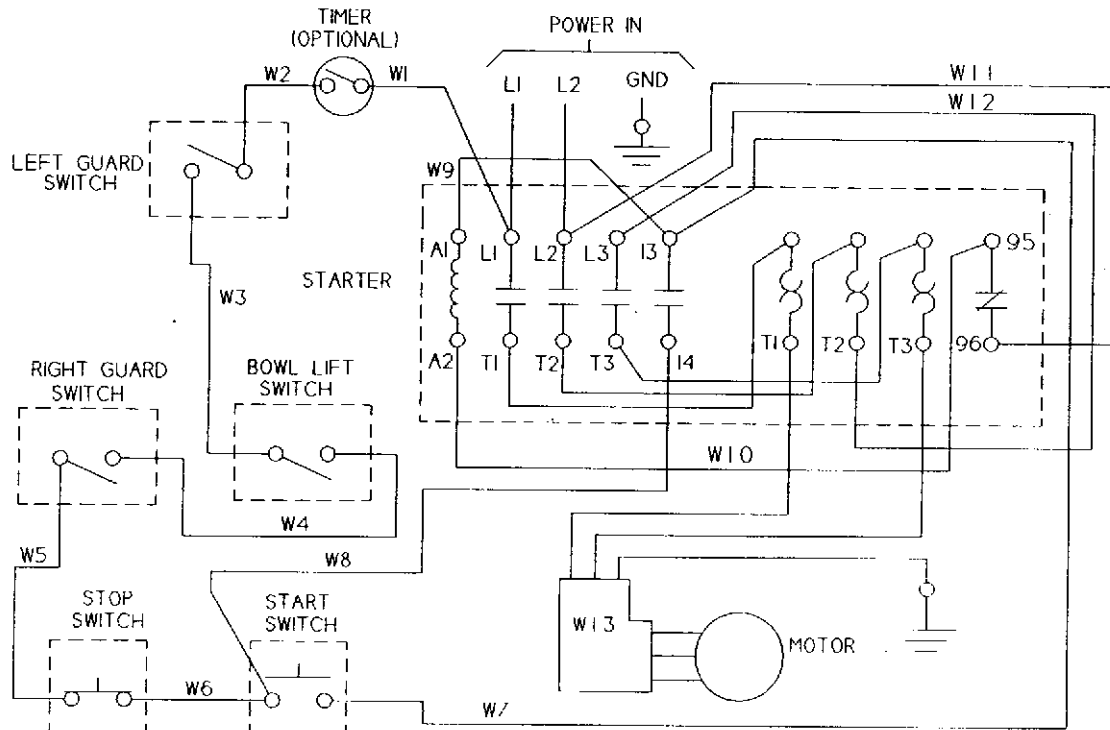 TIMER
(OPTIONAL)
POWER IN
W2
W1
L1
L2
GND
W11
W12
LEFT GUARD
SWITCH
W9
A1
L1
L2
L3
13
95
STARTER
W3
A2
T1
T2
T3
14
T1
T2
T3
96
RIGHT GUARD
SWITCH
BOWL LIFT
SWITCH
W10
W4
W5
W8
STOP
SWITCH
START
SWITCH
W13
MOTOR
W6
W7